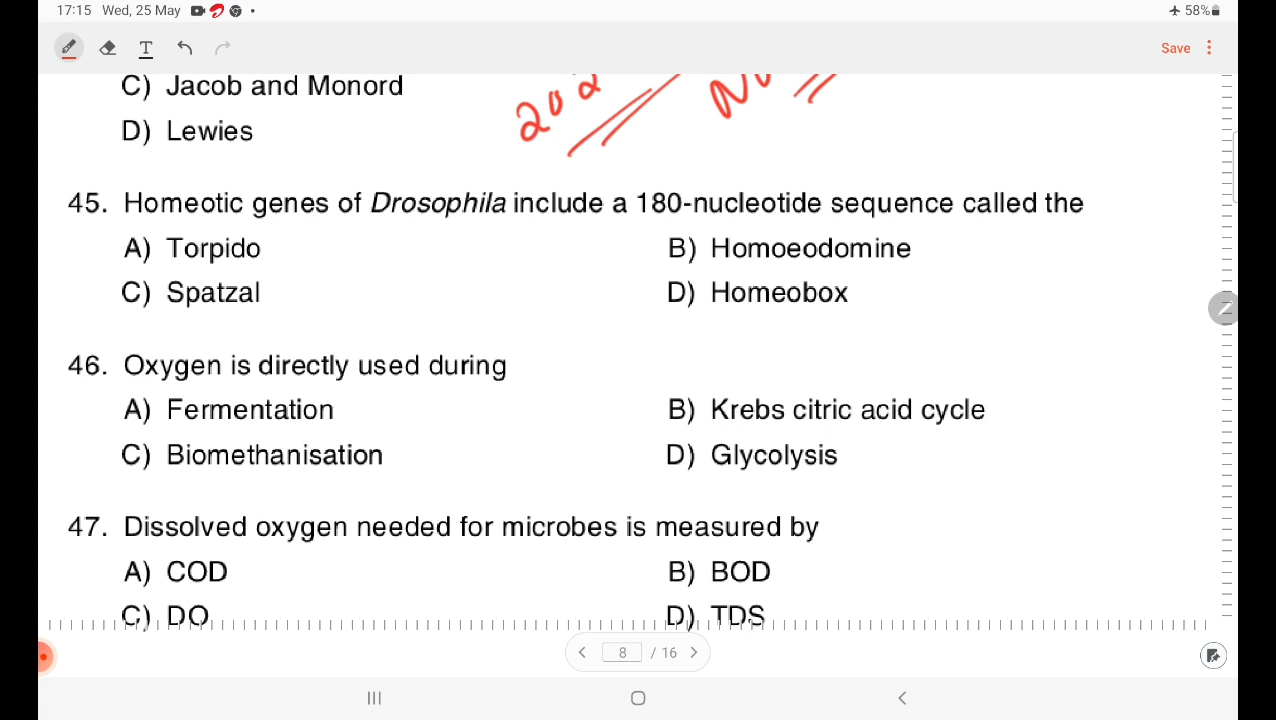 17:15 Wed, 25 May
58%
Save
C) Jacob and Monord
D) Lewies
45. Homeotic genes of Drosophila include a 180-nucleotide sequence called the
A) Torpido B) Homoeodomine
C) Spatzal D) Homeobox
46. Oxygen is directly used during
A) Fermentation B) Krebs citric acid cycle
C) Biomethanisation D) Glycolysis
47. Dissolved oxygen needed for microbes is measured by
A) COD B) BOD
C) DO D) TDS
8 / 16